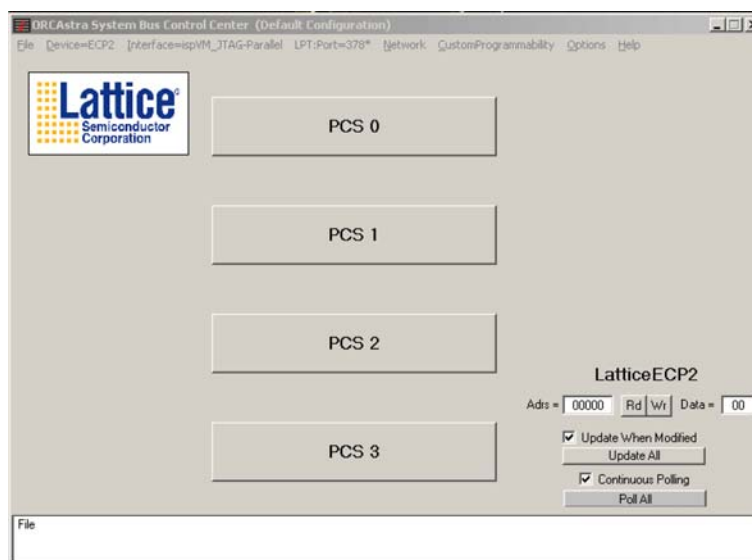 ORCAstra System Bus Control Center (Default Configuration)
File Device=ECP2 Interface=ispVM_JTAG-Parallel LPT:Port=378* Network CustomProgrammability Options Help
Lattice
Semiconductor
Corporation
PCS 0
PCS 1
PCS 2
PCS 3
LatticeECP2
Adrs = 00000 Rd Wr Data = 00
Update When Modified
Update All
Continuous Polling
Poll All
File